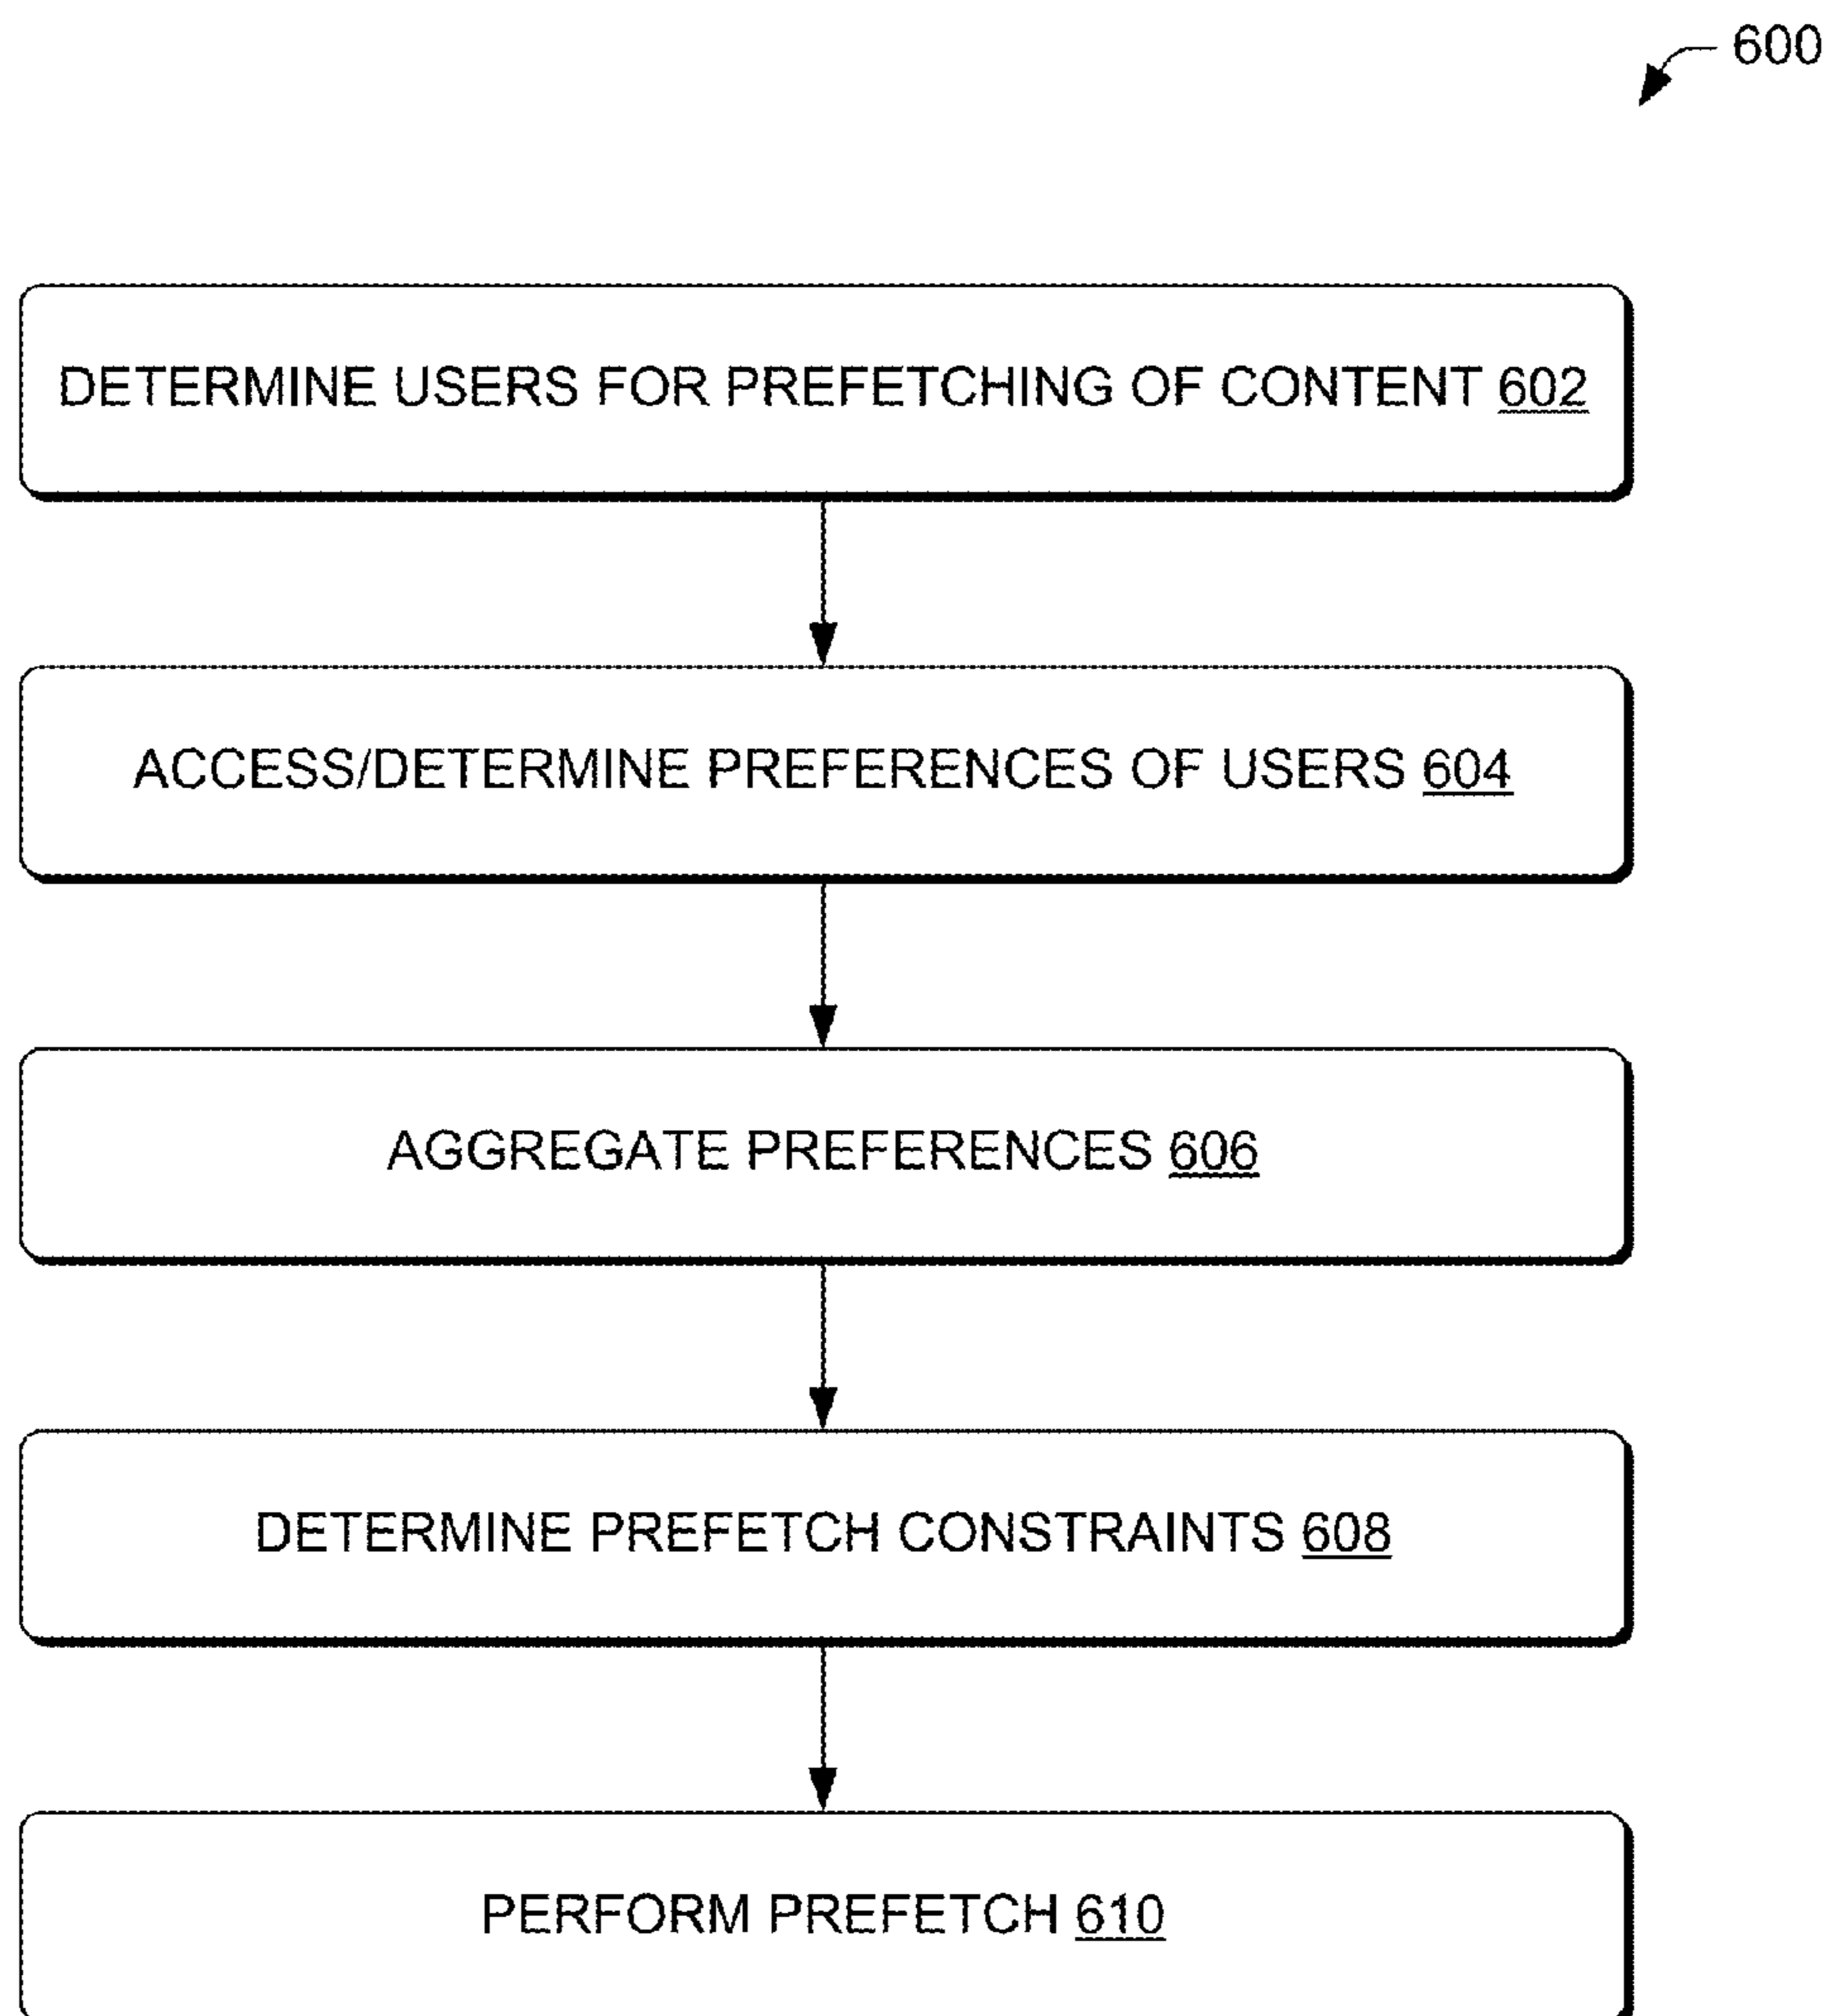 600
DETERMINE USERS FOR PREFETCHING OF CONTENT 602
ACCESS/DETERMINE PREFERENCES OF USERS 604
AGGREGATE PREFERENCES 606
DETERMINE PREFETCH CONSTRAINTS 608
PERFORM PREFETCH 610